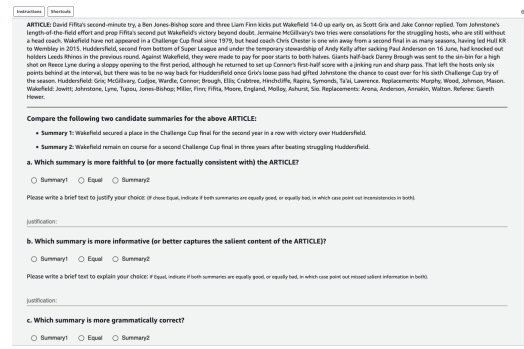 Instructions Shortcuts
ARTICLE: David Fifita's second-minute try, a Ben Jones-Bishop score and three Liam Finn kicks put Wakefield 14-0 up early on, as Scott Grix and Jake Connor replied. Tom Johnstone's
length-of-the-field effort and prop Fifita's second put Wakefield's victory beyond doubt. Jermaine McGillvary's two tries were consolations for the struggling hosts, who are still without
a head coach. Wakefield have not appeared in a Challenge Cup final since 1979, but head coach Chris Chester is one win away from a second final in as many seasons, having led Hull KR
to Wembley in 2015. Huddersfield, second from bottom of Super League and under the temporary stewardship of Andy Kelly after sacking Paul Anderson on 16 June, had knocked out
holders Leeds Rhinos in the previous round. Against Wakefield, they were made to pay for poor starts to both halves. Giants half-back Danny Brough was sent to the sin-bin for a high
shot on Reece Lyne during a sloppy opening to the first period, although he returned to set up Connor's first-half score with a jinking run and sharp pass. That left the hosts only six
points behind at the interval, but there was to be no way back for Huddersfield once Grix's loose pass had gifted Johnstone the chance to coast over for his sixth Challenge Cup try of
the season. Huddersfield: Grix; McGillvary, Cudjoe, Wardle, Connor; Brough, Ellis; Crabtree, Hinchcliffe, Rapira, Symonds, Ta'ai, Lawrence. Replacements: Murphy, Wood, Johnson, Mason.
Wakefield: Jowitt; Johnstone, Lyne, Tupou, Jones-Bishop; Miller, Finn; Fifita, Moore, England, Molloy, Ashurst, Sio. Replacements: Arona, Anderson, Annakin, Walton. Referee: Gareth
Hewer.
Compare the following two candidate summaries for the above ARTICLE:
• Summary 1: Wakefield secured a place in the Challenge Cup final for the second year in a row with victory over Huddersfield.
• Summary 2: Wakefield remain on course for a second Challenge Cup final in three years after beating struggling Huddersfield.
a. Which summary is more faithful to (or more factually consistent with) the ARTICLE?
Summary1 Equal Summary2
Please write a brief text to justify your choice: (If chose Equal, indicate if both summaries are equally good, or equally bad, in which case point out inconsistencies in both).
justification:
b. Which summary is more informative (or better captures the salient content of the ARTICLE)?
Summary1 Equal Summary2
Please write a brief text to explain your choice: If Equal, indicate if both summaries are equally good, or equally bad, in which case point out missed salient information in both).
justification:
c. Which summary is more grammatically correct?
Summary1 Equal Summary2